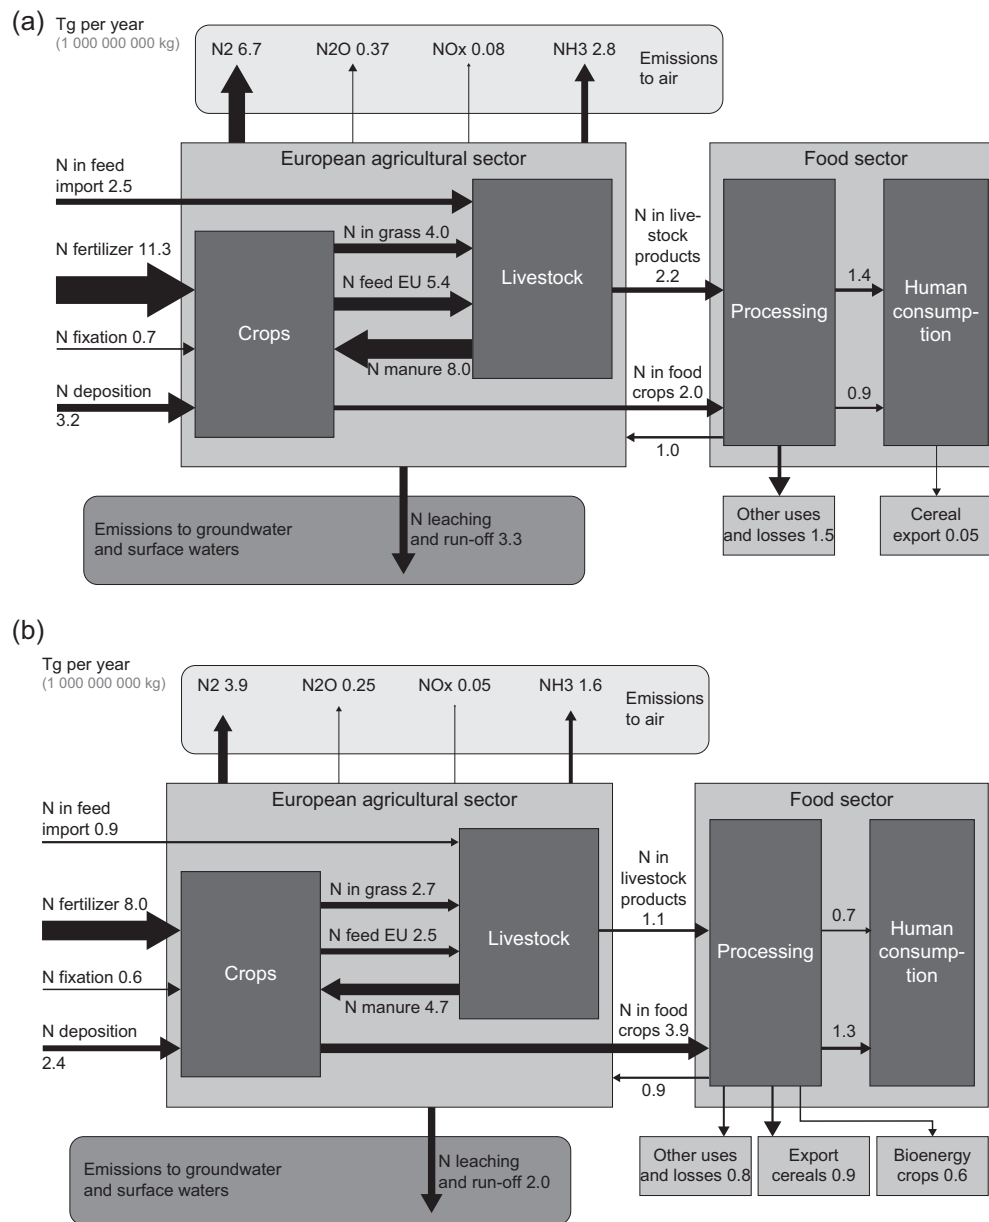 (a)
Tg per year
(1 000 000 000 kg)
N2 6.7
N2O 0.37
NOx 0.08
NH3 2.8
Emissions
to air
European agricultural sector
Food sector
N in feed
import 2.5
N fertilizer 11.3
N fixation 0.7
N deposition
3.2
Crops
N in grass 4.0
N feed EU 5.4
N manure 8.0
Livestock
N in live-
stock
products
2.2
N in food
crops 2.0
1.0
Processing
1.4
0.9
Human
consump-
tion
Emissions to groundwater
and surface waters
N leaching
and run-off 3.3
Other uses
and losses 1.5
Cereal
export 0.05
(b)
Tg per year
(1 000 000 000 kg)
N2 3.9
N2O 0.25
NOx 0.05
NH3 1.6
Emissions
to air
European agricultural sector
Food sector
N in feed
import 0.9
N fertilizer 8.0
N fixation 0.6
N deposition
2.4
Crops
N in grass 2.7
N feed EU 2.5
N manure 4.7
Livestock
N in
livestock
products
1.1
N in food
crops 3.9
0.9
Processing
0.7
1.3
Human
consump-
tion
Emissions to groundwater
and surface waters
N leaching
and run-off 2.0
Other uses
and losses 0.8
Export
cereals 0.9
Bioenergy
crops 0.6